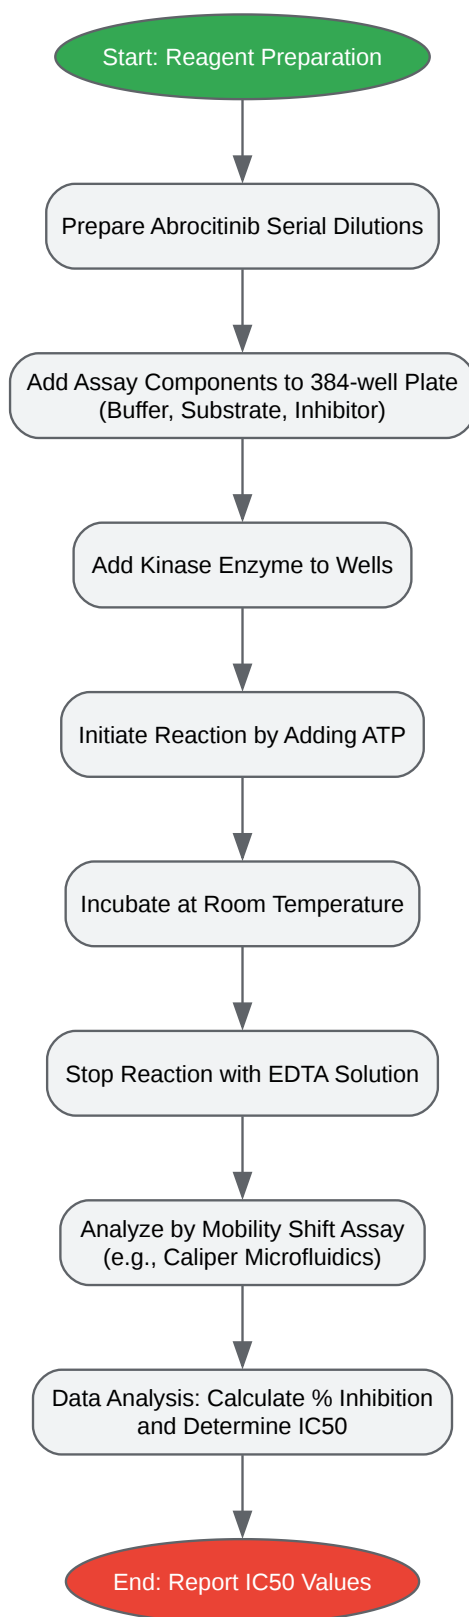 Start: Reagent Preparation
Prepare Abrocitinib Serial Dilutions
Add Assay Components to 384-well Plate
(Buffer, Substrate, Inhibitor)
Add Kinase Enzyme to Wells
Initiate Reaction by Adding ATP
Incubate at Room Temperature
Stop Reaction with EDTA Solution
Analyze by Mobility Shift Assay
(e.g., Caliper Microfluidics)
Data Analysis: Calculate % Inhibition
and Determine IC50
End: Report IC50 Values